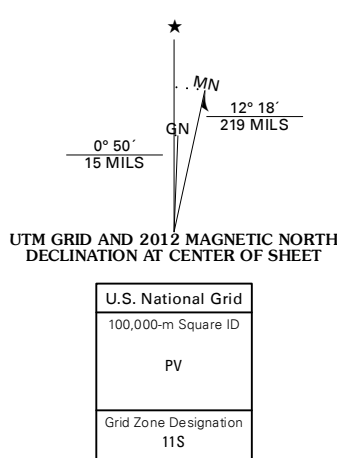 ★
MN
GN
12° 18´
219 MILS
0° 50´
15 MILS
UTM GRID AND 2012 MAGNETIC NORTH
DECLINATION AT CENTER OF SHEET
U.S. National Grid
100,000-m Square ID
PV
Grid Zone Designation
11S